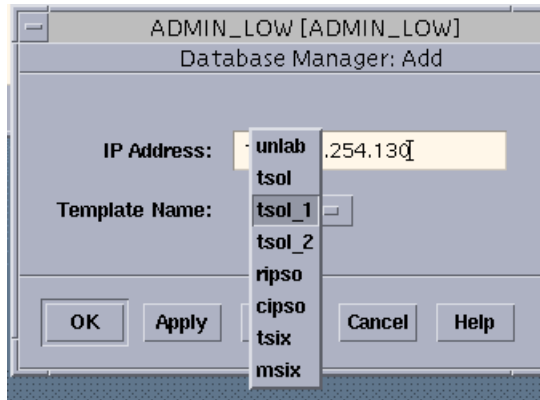 ADMIN_LOW [ADMIN_LOW]
Database Manager: Add
IP Address: .254.130
Template Name:
unlab
tsol
tsol_1
tsol_2
ripso
cipso
tsix
msix
OK Apply Cancel Help